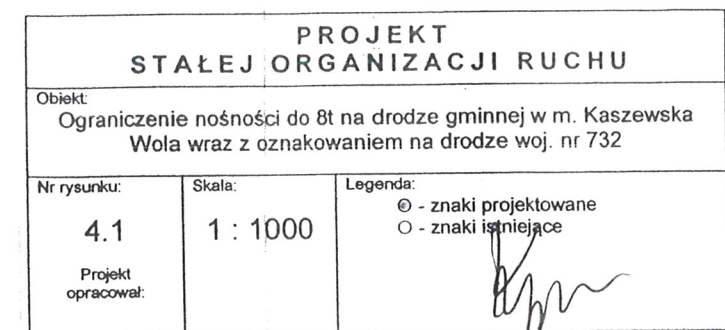 PROJEKT
STAŁEJ ORGANIZACJI RUCHU
Obiekt:
Ograniczenie nośności do 8t na drodze gminnej w m. Kaszewska
Wola wraz z oznakowaniem na drodze woj. nr 732
Nr rysunku:
4.1
Projekt
opracował:
Skala:
1 : 1000
Legenda:
- znaki projektowane
O - znaki istniejące